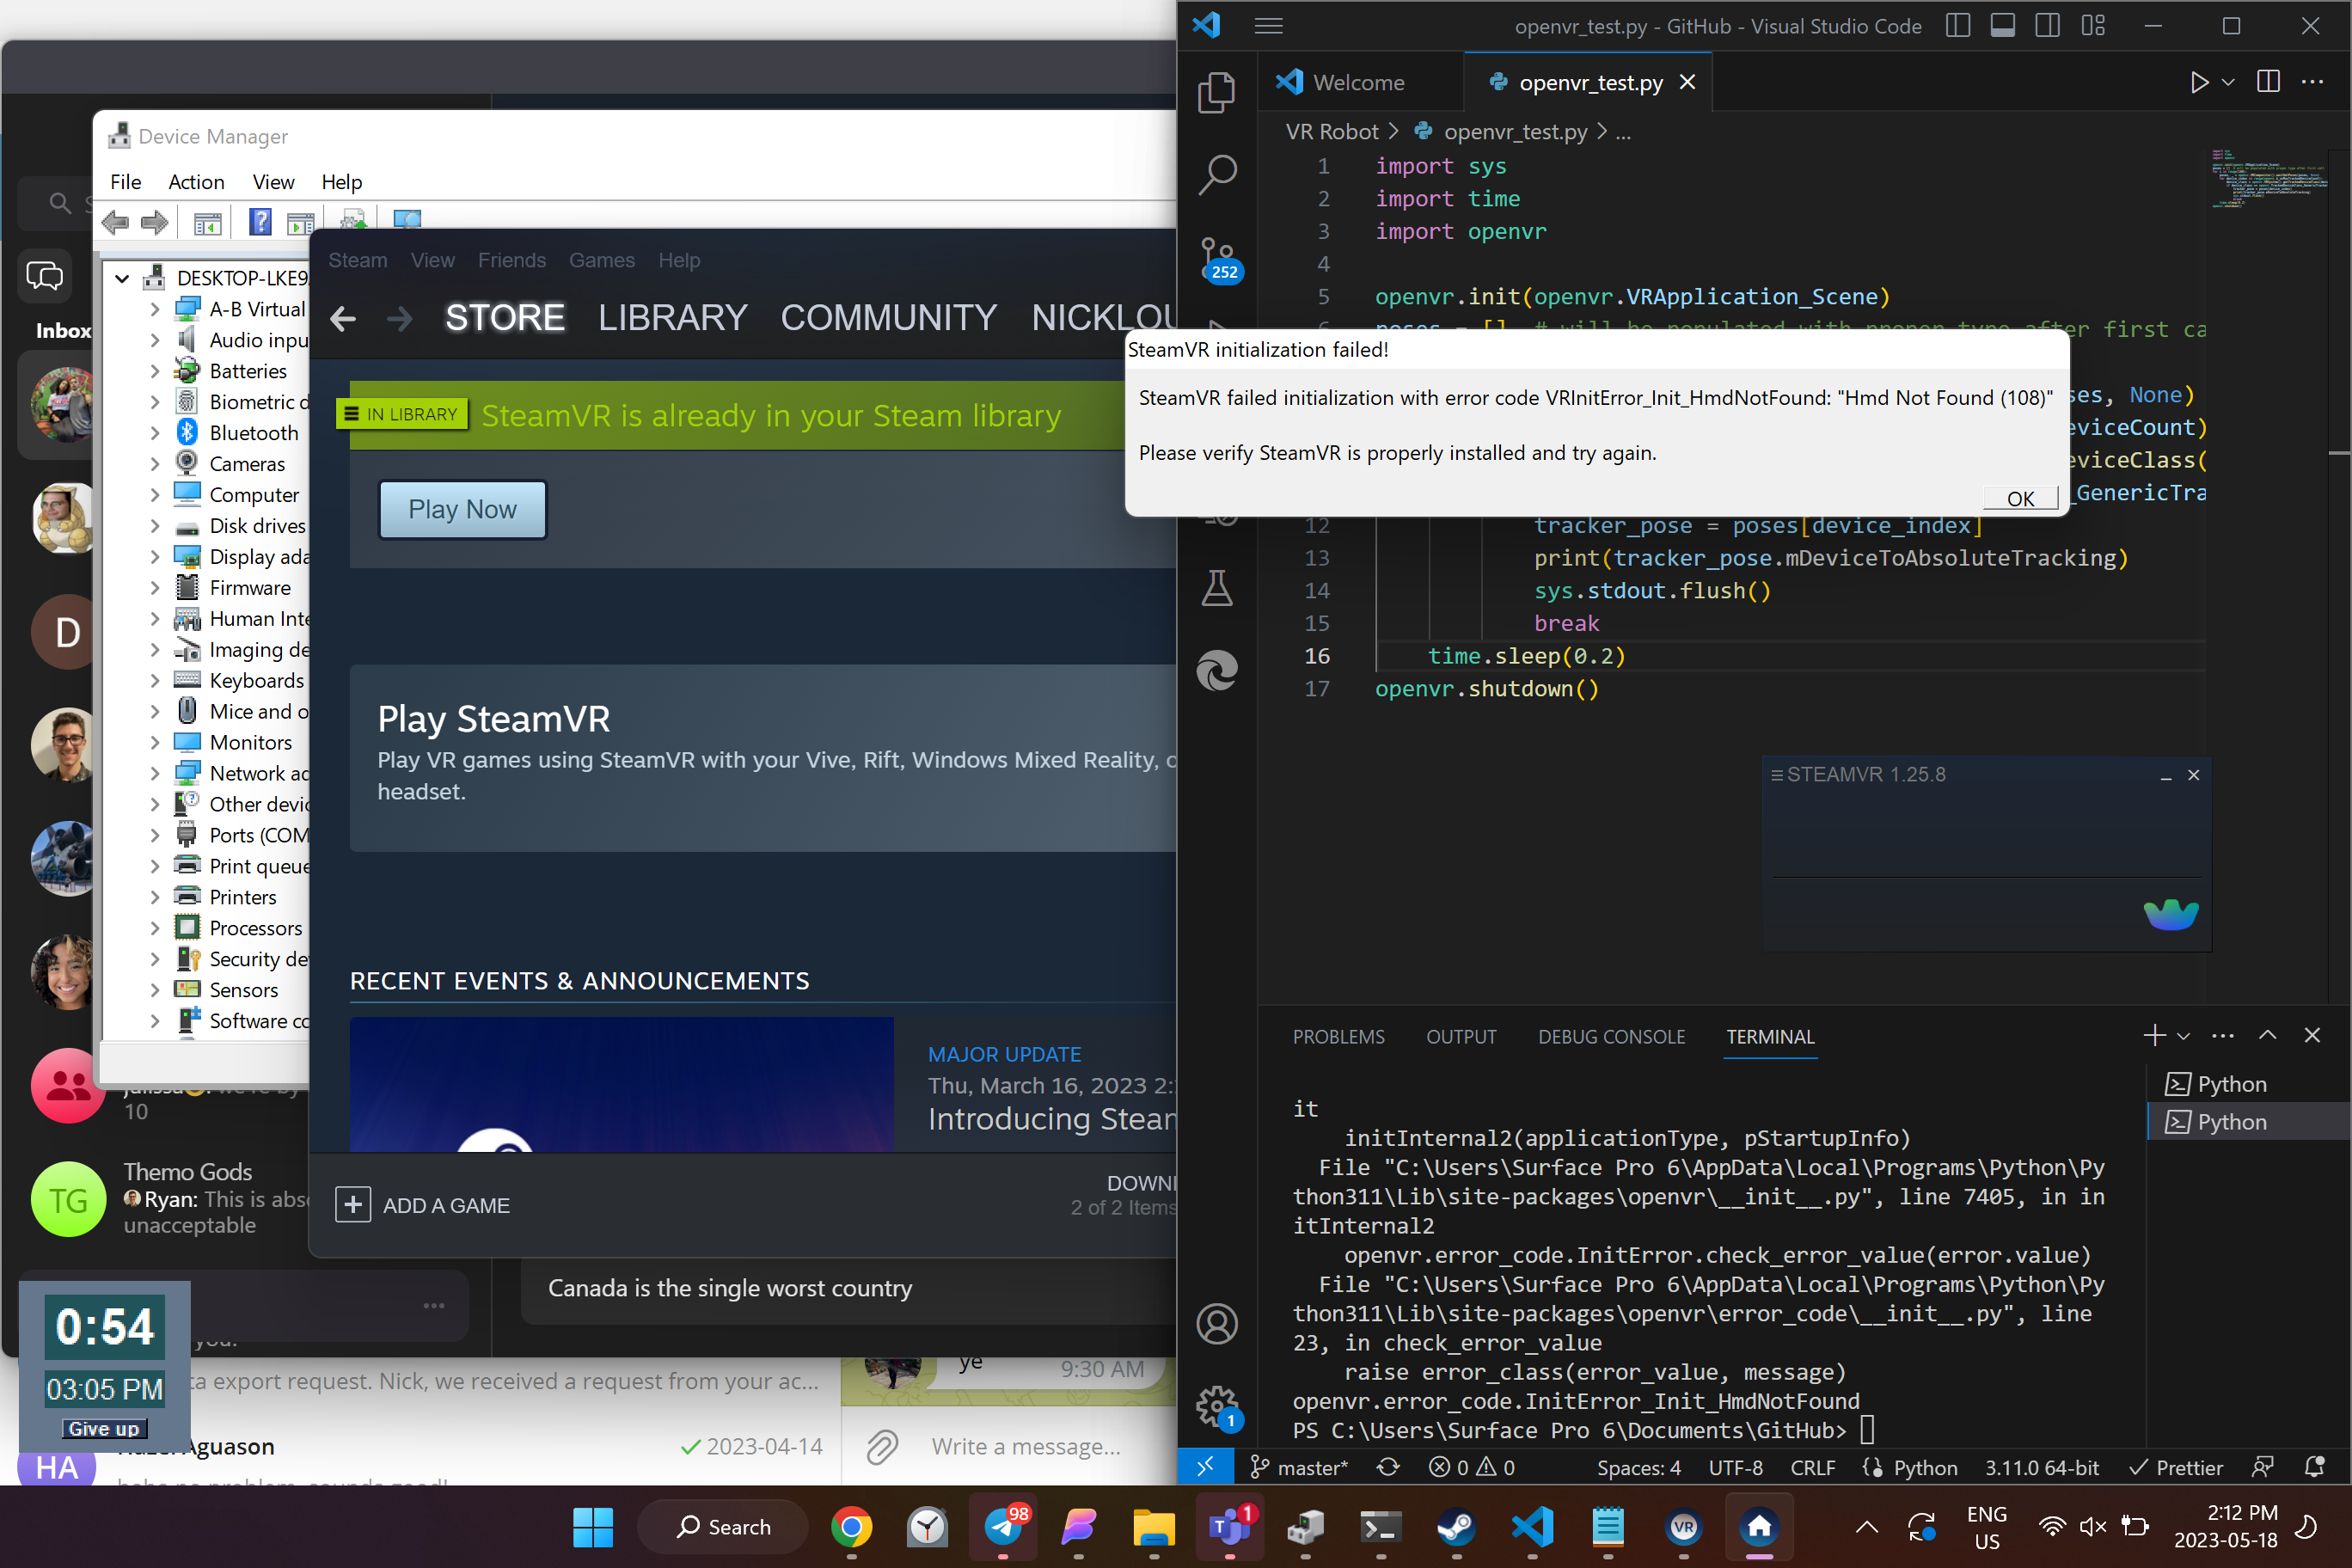 Device Manager
File Action View Help
DESKTOP-LKE9
A-B Virtual
Audio inpu
Batteries
Biometric d
Bluetooth
Cameras
Computer
Disk drives
Display ada
Firmware
Human Inte
Imaging de
Keyboards
Mice and o
Monitors
Network ad
Other devic
Ports (COM
Print queue
Printers
Processors
Security de
Sensors
Software co
Inbox
D
10
TG
Themo Gods
Ryan: This is abs
unacceptable
you.
0:54
03:05 PM
Give up
ta export request. Nick, we received a request from your ac...
HA
Aguason
2023-04-14
Steam View Friends Games Help
STORE LIBRARY COMMUNITY NICKLOU
IN LIBRARY
SteamVR is already in your Steam library
Play Now
Play SteamVR
Play VR games using SteamVR with your Vive, Rift, Windows Mixed Reality, o
headset.
RECENT EVENTS & ANNOUNCEMENTS
MAJOR UPDATE
Thu, March 16, 2023 2:
Introducing Steam
+ ADD A GAME
DOWN
2 of 2 Items
Canada is the single worst country
ye
9:30 AM
Write a message...
openvr_test.py - GitHub - Visual Studio Code
Welcome
openvr_test.py
VR Robot > openvr_test.py > ...
252
1 import sys
2 import time
3 import openvr
4
5 openvr.init(openvr.VRApplication_Scene)
6 poses = [] # will be populated with proper type after first ca
SteamVR initialization failed!
SteamVR failed initialization with error code VRInitError_Init_HmdNotFound: "Hmd Not Found (108)"
Please verify SteamVR is properly installed and try again.
OK
ses, None)
eviceCount)
eviceClass(
_GenericTra
12 tracker_pose = poses[device_index]
13 print(tracker_pose.mDeviceToAbsoluteTracking)
14 sys.stdout.flush()
15 break
16 time.sleep(0.2)
17 openvr.shutdown()
STEAMVR 1.25.8
PROBLEMS OUTPUT DEBUG CONSOLE TERMINAL
Python
Python
it
initInternal2(applicationType, pStartupInfo)
File "C:\Users\Surface Pro 6\AppData\Local\Programs\Python\Py
thon311\Lib\site-packages\openvr\__init__.py", line 7405, in in
itInternal2
openvr.error_code.InitError.check_error_value(error.value)
File "C:\Users\Surface Pro 6\AppData\Local\Programs\Python\Py
thon311\Lib\site-packages\openvr\error_code\__init__.py", line
23, in check_error_value
raise error_class(error_value, message)
openvr.error_code.InitError_Init_HmdNotFound
PS C:\Users\Surface Pro 6\Documents\GitHub>
1
master* 0 0 Spaces: 4 UTF-8 CRLF Python 3.11.0 64-bit Prettier
Search
98
1
VR
ENG
US
2:12 PM
2023-05-18